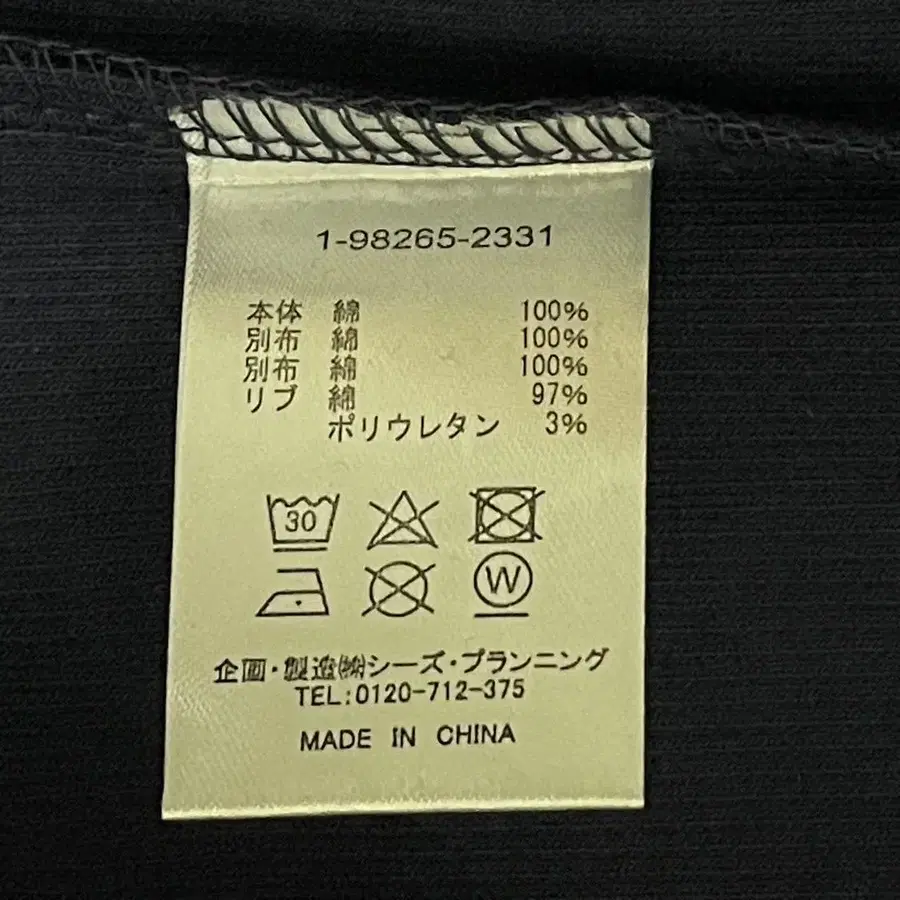 1-98265-2331
本体 綿 100%
別布 綿 100%
別布 綿 100%
リブ 綿 97%
ポリウレタン 3%
30
W
企画・製造㈱シーズ・プランニング
TEL:0120-712-375
MADE IN CHINA